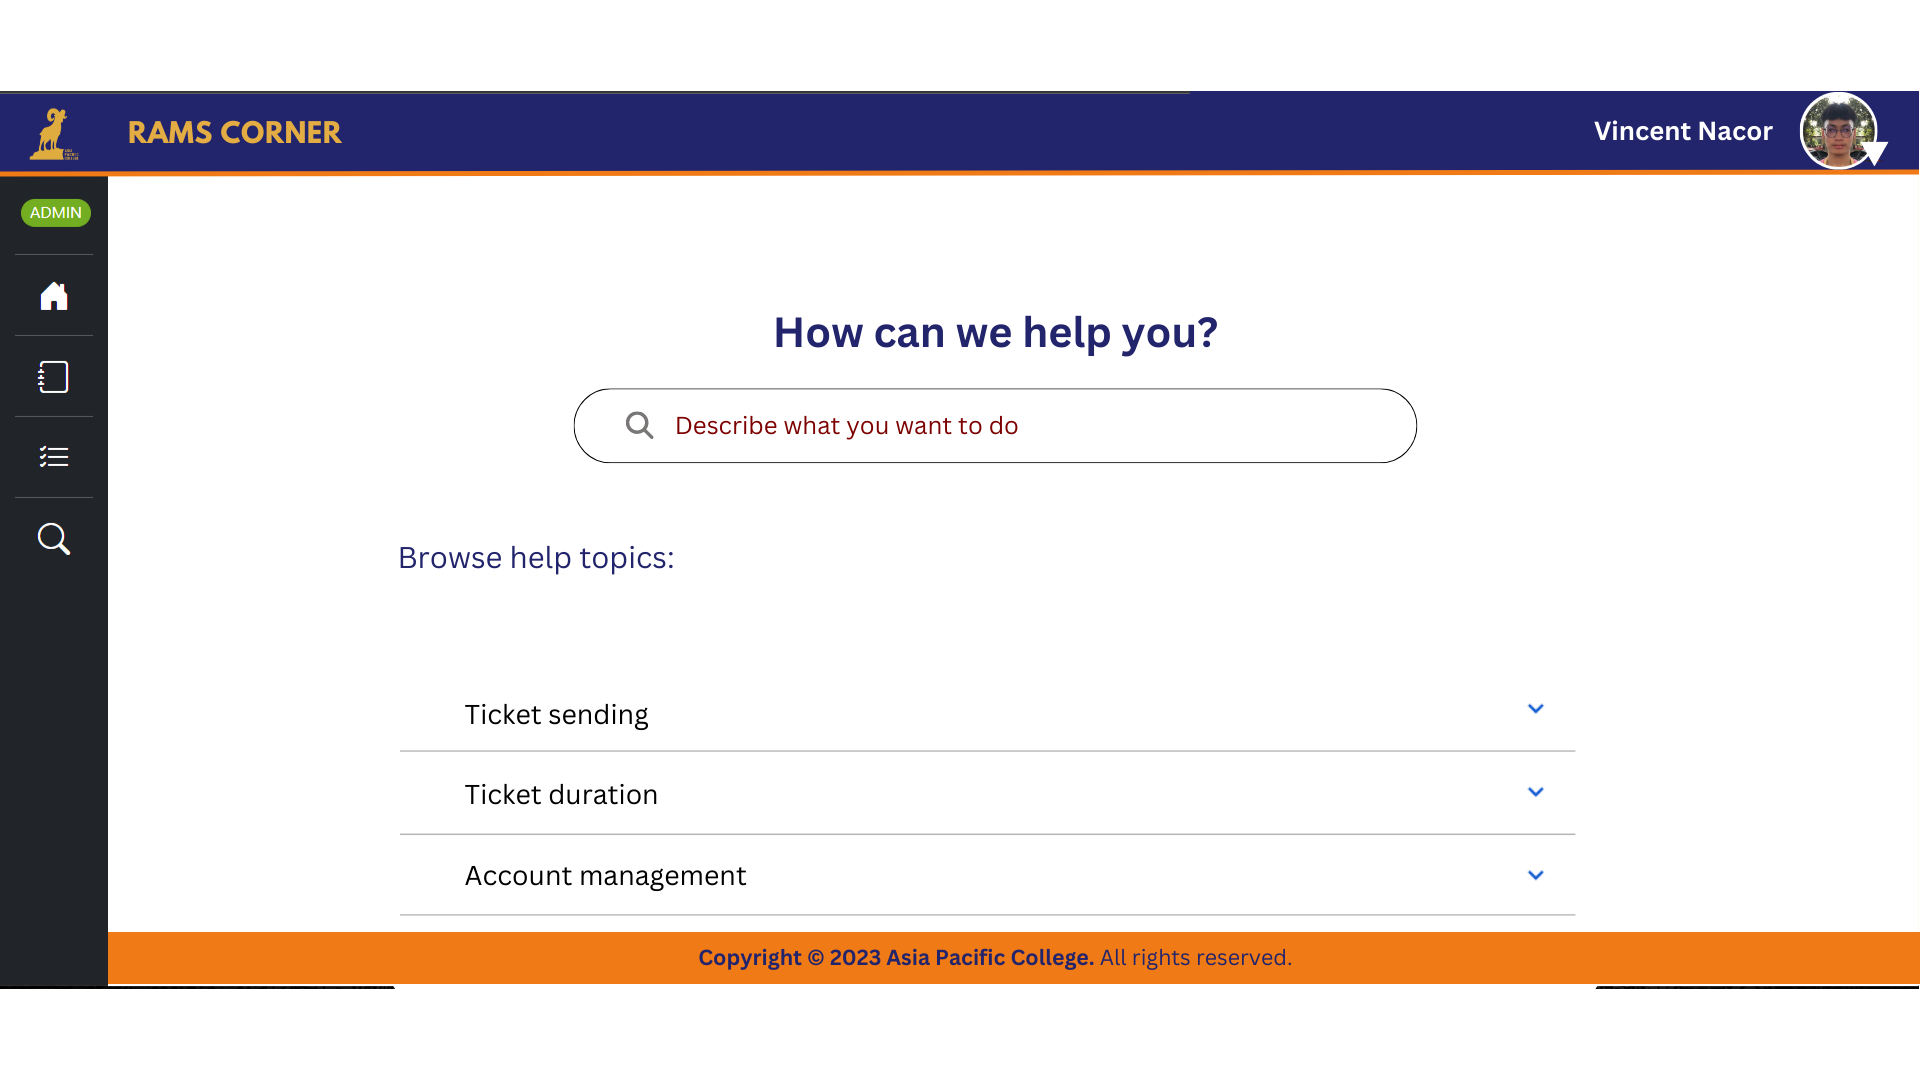 RAMS CORNER
Vincent Nacor
ADMIN
How can we help you?
Describe what you want to do
Browse help topics:
Ticket sending
Ticket duration
Account management
Copyright © 2023 Asia Pacific College. All rights reserved.